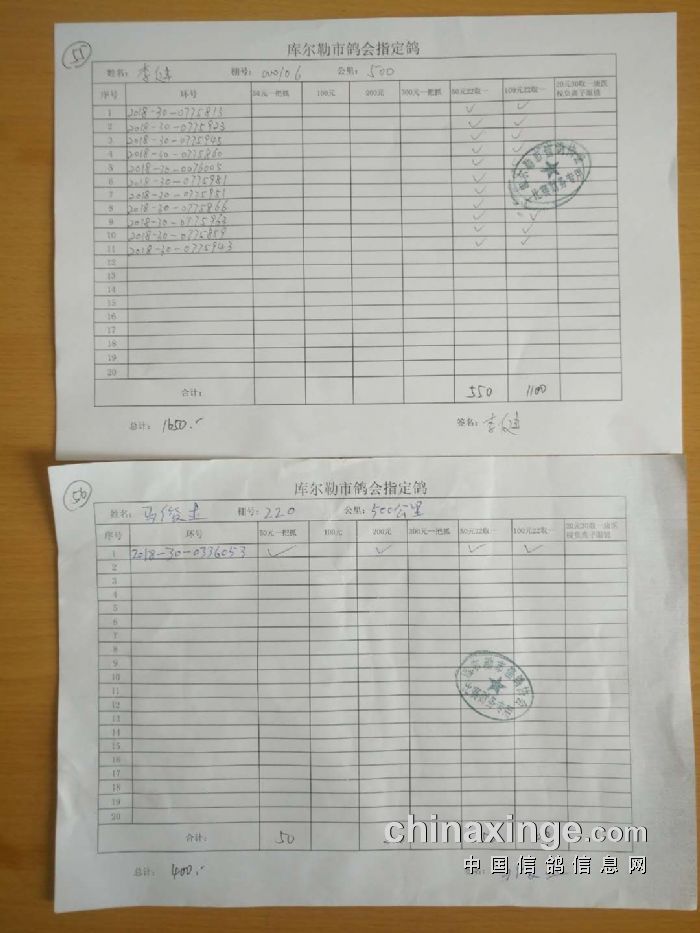 55
库尔勒市鸽会指定鸽
姓名: 李健 棚号: 000106 公里: 500
序号 环号 50元一把抓 100元 200元 300元一把抓 50元22取一 100元22取一 20元30取一
1 2018-30-0775813 ✓ ✓
2 2018-30-0775923 ✓ ✓
3 2018-30-0775945 ✓ ✓
4 2018-30-0775860 ✓ ✓
5 2018-30-0076005 ✓ ✓
6 2018-30-0775981 ✓ ✓
7 2018-30-0775951 ✓ ✓
8 2018-30-0775866 ✓ ✓
9 2018-30-0775963 ✓ ✓
10 2018-30-0775859 ✓ ✓
11 2018-30-0775943 ✓ ✓
12
13
14
15
16
17
18
19
20
合计: 550 1100
总计: 1650.- 签名: 李健
56
库尔勒市鸽会指定鸽
姓名: 马俊 棚号: 220 公里: 500公里
序号 环号 50元一把抓 100元 200元 300元一把抓 50元22取一 100元22取一 20元30取一
1 2018-30-0336053 ✓ ✓ ✓ ✓
2
3
4
5
6
7
8
9
10
11
12
13
14
15
16
17
18
19
20
合计: 50
总计: 400.-
chinaxinge.com
中国信鸽信息网